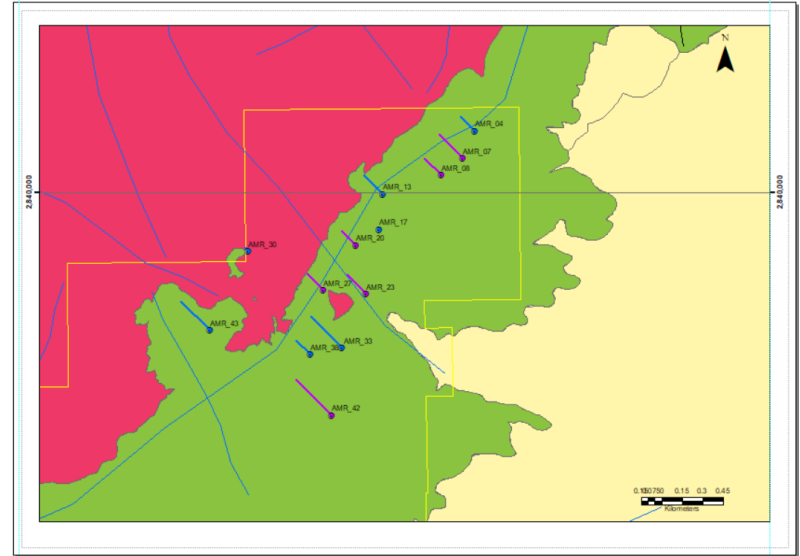 N
AMR_04
AMR_07
AMR_08
2,840,000
AMR_13
2,840,000
AMR_17
AMR_20
AMR_30
AMR_27
AMR_23
AMR_43
AMR_33
AMR_42
0.15 0.3 0.45
Kilometers